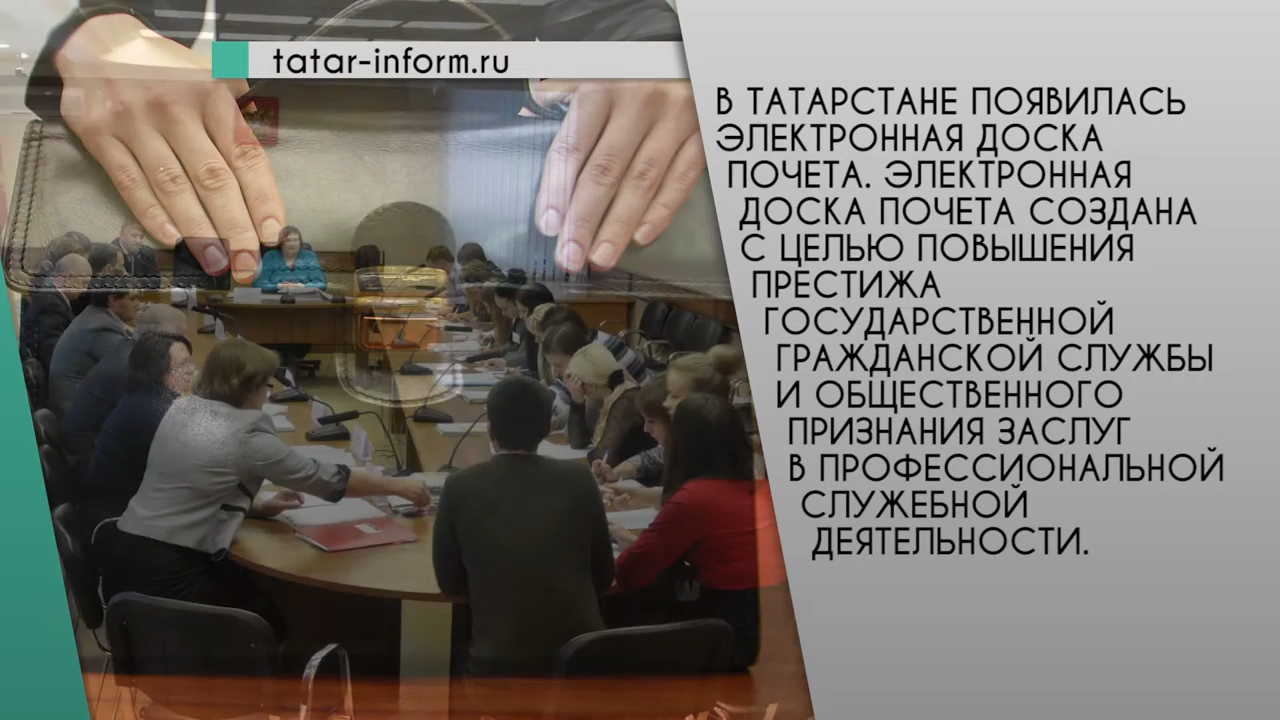 tatar-inform.ru
В ТАТАРСТАНЕ ПОЯВИЛАСЬ
ЭЛЕКТРОННАЯ ДОСКА
ПОЧЕТА. ЭЛЕКТРОННАЯ
ДОСКА ПОЧЕТА СОЗДАНА
С ЦЕЛЬЮ ПОВЫШЕНИЯ
ПРЕСТИЖА
ГОСУДАРСТВЕННОЙ
ГРАЖДАНСКОЙ СЛУЖБЫ
И ОБЩЕСТВЕННОГО
ПРИЗНАНИЯ ЗАСЛУГ
В ПРОФЕССИОНАЛЬНОЙ
СЛУЖЕБНОЙ
ДЕЯТЕЛЬНОСТИ.